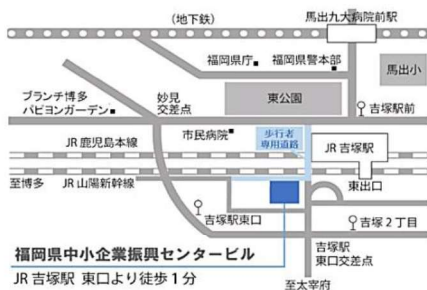 (地下鉄)
馬出九大病院前駅
福岡県庁
福岡県警本部
馬出小
ブランチ博多
パピヨンガーデン
妙見
交差点
東公園
吉塚駅前
市民病院
歩行者
専用道路
JR 鹿児島本線
JR 吉塚駅
至博多
JR 山陽新幹線
東出口
吉塚駅東口
吉塚2丁目
福岡県中小企業振興センタービル
JR 吉塚駅 東口より徒歩1分
吉塚駅
東口交差点
至太宰府